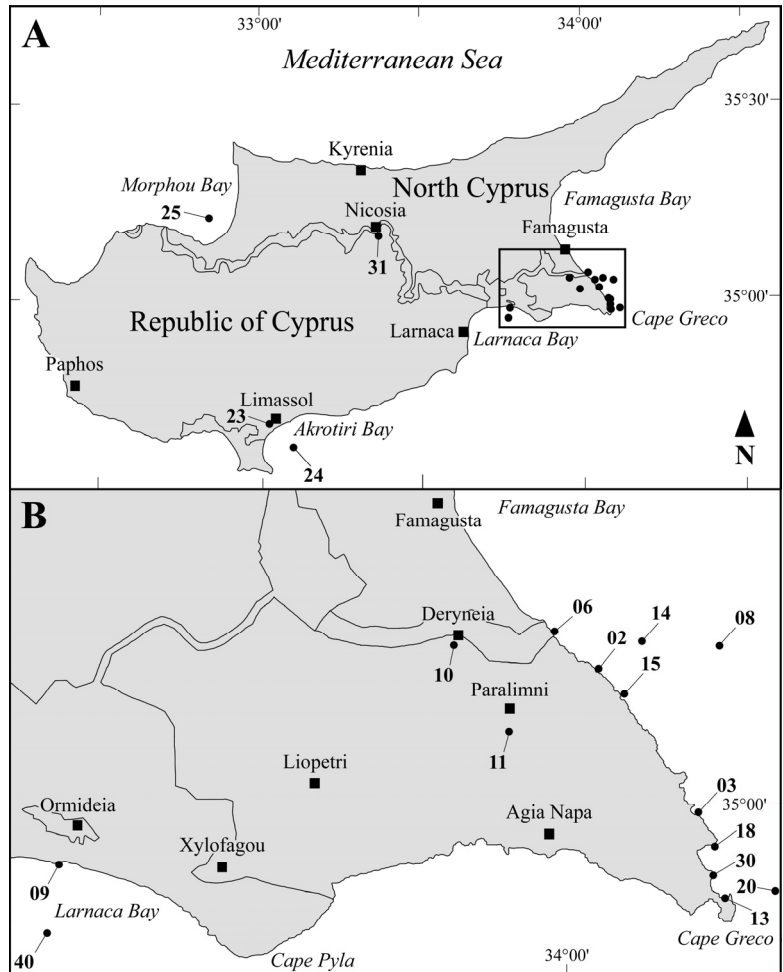 A
33°00'
34°00'
Mediterranean Sea
35°30'
Kyrenia
Morphou Bay
North Cyprus
25
Nicosia
Famagusta Bay
Famagusta
31
35°00'
Republic of Cyprus
Larnaca
Larnaca Bay
Cape Greco
Paphos
Limassol
23
Akrotiri Bay
24
N
B
Famagusta
Famagusta Bay
Deryneia
06
14
08
10
02
15
Paralimni
11
Liopetri
03
35°00'
Ormideia
Agia Napa
18
Xylofagou
30
09
20
13
Larnaca Bay
40
Cape Pyla
34°00'
Cape Greco